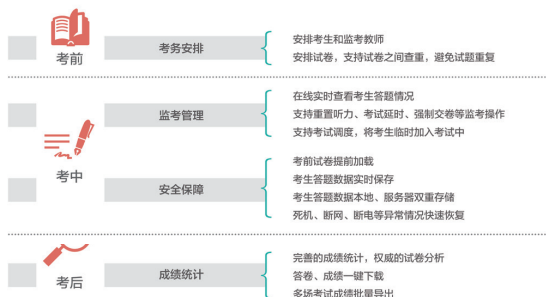 考前
考务安排
安排考生和监考教师
安排试卷，支持试卷之间查重，避免试题重复
监考管理
在线实时查看考生答题情况
支持重置听力、考试延时、强制交卷等监考操作
支持考试调度，将考生临时加入考试中
考中
安全保障
考前试卷提前加载
考生答题数据实时保存
考生答题数据本地、服务器双重存储
死机、断网、断电等异常情况快速恢复
考后
成绩统计
完善的成绩统计，权威的试卷分析
答卷、成绩一键下载
多场考试成绩批量导出